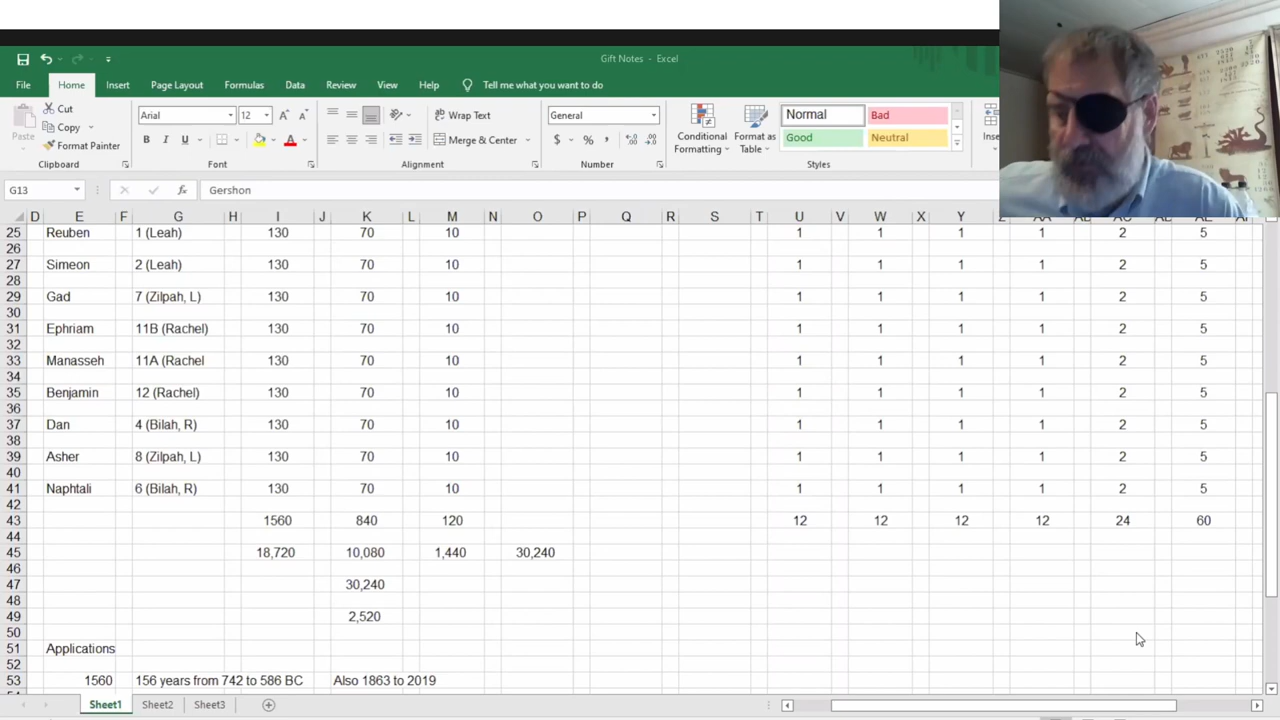 Gift Notes - Excel
File Home Insert Page Layout Formulas Data Review View Help Tell me what you want to do
Cut
Copy
Format Painter
Paste
Arial 12
Wrap Text
Merge & Center
General
Conditional Formatting
Format as Table
Normal Bad
Good Neutral
Clipboard Font Alignment Number Styles
G13 Gershon
D E F G H I J K L M N O P Q R S T U V W X Y
25 Reuben 1 (Leah) 130 70 10 1 1 1 1 2 5
26
27 Simeon 2 (Leah) 130 70 10 1 1 1 1 2 5
28
29 Gad 7 (Zilpah, L) 130 70 10 1 1 1 1 2 5
30
31 Ephriam 11B (Rachel) 130 70 10 1 1 1 1 2 5
32
33 Manasseh 11A (Rachel 130 70 10 1 1 1 1 2 5
34
35 Benjamin 12 (Rachel) 130 70 10 1 1 1 1 2 5
36
37 Dan 4 (Bilah, R) 130 70 10 1 1 1 1 2 5
38
39 Asher 8 (Zilpah, L) 130 70 10 1 1 1 1 2 5
40
41 Naphtali 6 (Bilah, R) 130 70 10 1 1 1 1 2 5
42
43 1560 840 120 12 12 12 12 24 60
44
45 18,720 10,080 1,440 30,240
46
47 30,240
48
49 2,520
50
51 Applications
52
53 1560 156 years from 742 to 586 BC Also 1863 to 2019
Sheet1 Sheet2 Sheet3